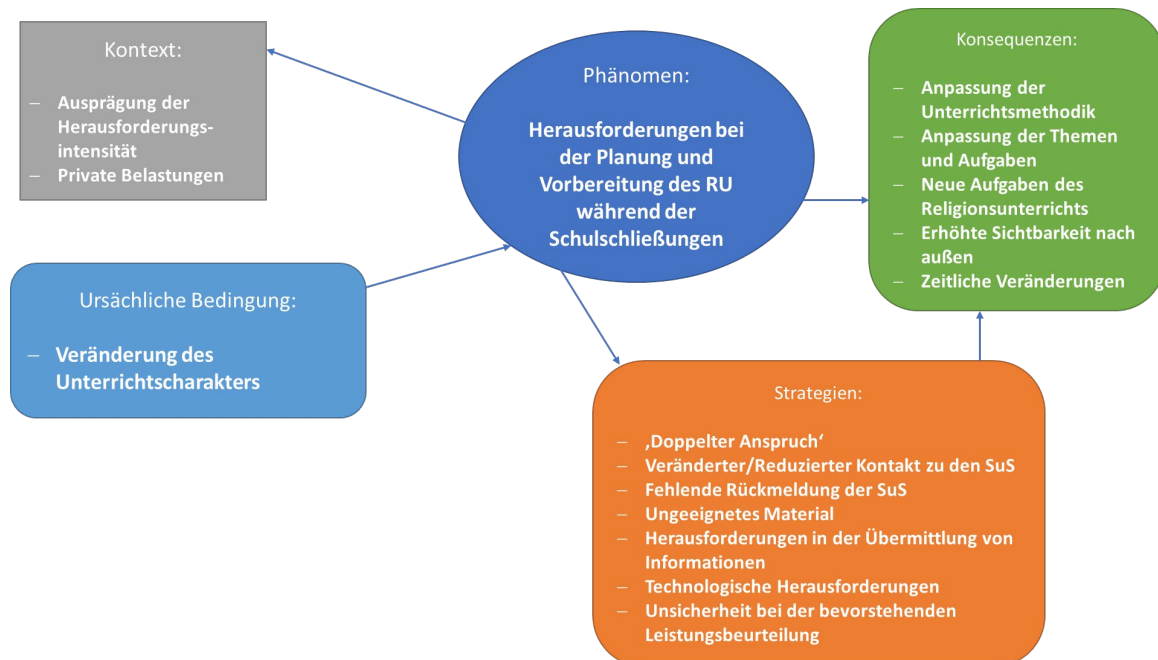 Kontext:
– Ausprägung der
Herausforderungs-
intensität
– Private Belastungen
Phänomen:
Herausforderungen bei
der Planung und
Vorbereitung des RU
während der
Schulschließungen
Konsequenzen:
– Anpassung der
Unterrichtsmethodik
– Anpassung der Themen
und Aufgaben
– Neue Aufgaben des
Religionsunterrichts
– Erhöhte Sichtbarkeit nach
außen
– Zeitliche Veränderungen
Ursächliche Bedingung:
– Veränderung des
Unterrichtscharakters
Strategien:
– ‚Doppelter Anspruch‘
– Veränderter/Reduzierter Kontakt zu den SuS
– Fehlende Rückmeldung der SuS
– Ungeeignetes Material
– Herausforderungen in der Übermittlung von
Informationen
– Technologische Herausforderungen
– Unsicherheit bei der bevorstehenden
Leistungsbeurteilung